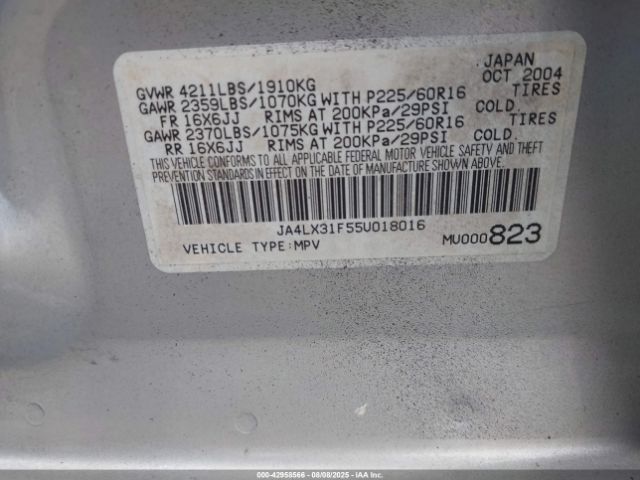 JAPAN
GVWR 4211LBS/1910KG OCT 2004
GAWR 2359LBS/1070KG WITH P225/60R16 TIRES
FR 16X6JJ RIMS AT 200KPa/29PSI COLD.
GAWR 2370LBS/1075KG WITH P225/60R16 TIRES
RR 16X6JJ RIMS AT 200KPa/29PSI COLD.
THIS VEHICLE CONFORMS TO ALL APPLICABLE FEDERAL MOTOR VEHICLE SAFETY AND THEFT
PREVENTION STANDARDS IN EFFECT ON THE DATE OF MANUFACTURE SHOWN ABOVE.
JA4LX31F55U018016
VEHICLE TYPE:MPV MU000823
000-42958566 - 08/08/2025 - IAAI, Inc.